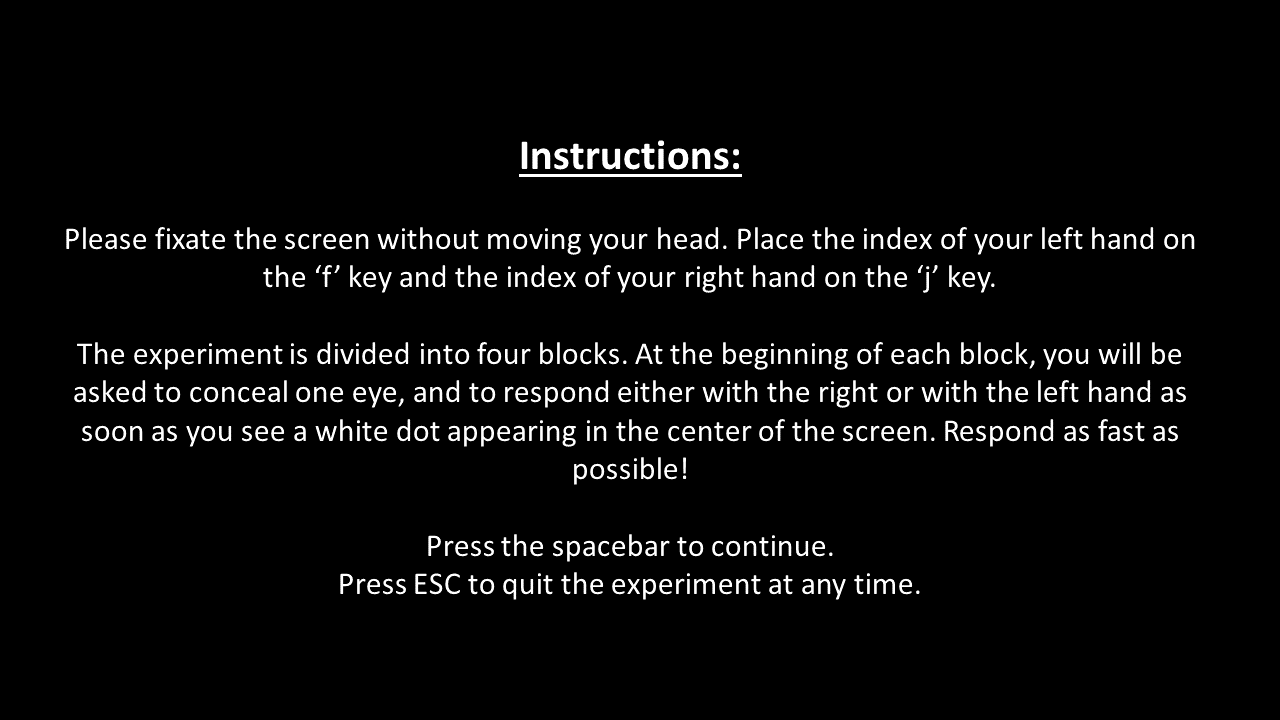 Instructions:
Please fixate the screen without moving your head. Place the index of your left hand on
the ‘f’ key and the index of your right hand on the ‘j’ key.
The experiment is divided into four blocks. At the beginning of each block, you will be
asked to conceal one eye, and to respond either with the right or with the left hand as
soon as you see a white dot appearing in the center of the screen. Respond as fast as
possible!
Press the spacebar to continue.
Press ESC to quit the experiment at any time.